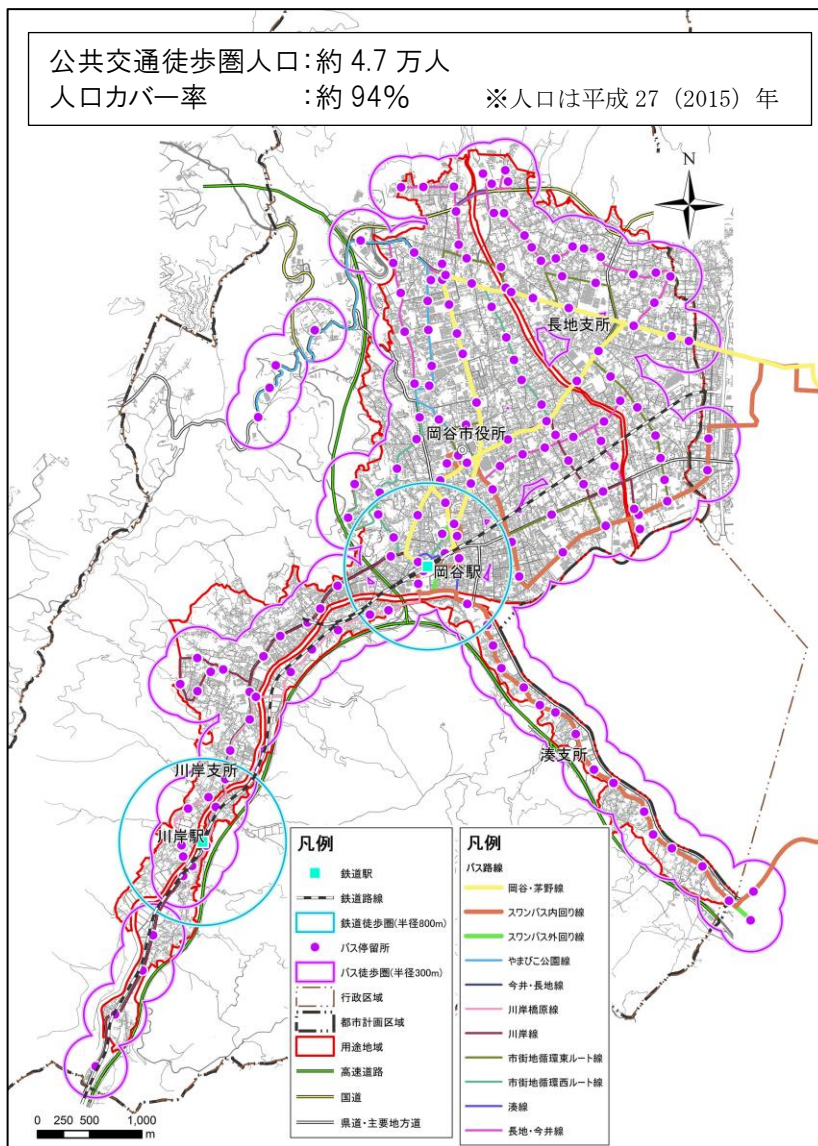 公共交通徒歩圏人口：約 4.7 万人
人口カバー率　　　：約 94%　　※人口は平成 27（2015）年
N
長地支所
岡谷市役所
岡谷駅
湊支所
川岸支所
川岸駅
凡例
鉄道駅
鉄道路線
鉄道徒歩圏(半径800m)
バス停留所
バス徒歩圏(半径300m)
行政区域
都市計画区域
用途地域
高速道路
国道
県道・主要地方道
凡例
バス路線
岡谷・茅野線
スワンバス内回り線
スワンバス外回り線
やまびこ公園線
今井・長地線
川岸橋原線
川岸線
市街地循環東ルート線
市街地循環西ルート線
湊線
長地・今井線
0 250 500 1,000
m